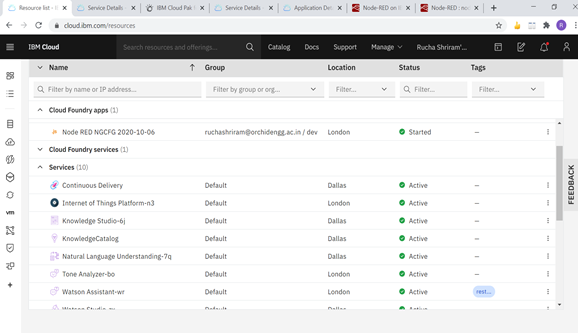 Resource list - I
Service Details
IBM Cloud Pak f
Service Details
Application Det
Node-RED on IB
Node-RED : noc
cloud.ibm.com/resources
IBM Cloud
Search resources and offerings...
Catalog
Docs
Support
Manage
Rucha Shriram'...
Name
Group
Location
Status
Tags
Filter by name or IP address...
Filter by group or org...
Filter...
Filter...
Filter...
Cloud Foundry apps (1)
Node RED NGCFG 2020-10-06
ruchashriram@orchidengg.ac.in / dev
London
Started
–
Cloud Foundry services (1)
Services (10)
Continuous Delivery
Default
Dallas
Active
–
Internet of Things Platform-n3
Default
London
Active
–
Knowledge Studio-6j
Default
Dallas
Active
–
KnowledgeCatalog
Default
Dallas
Active
–
Natural Language Understanding-7q
Default
Dallas
Active
–
Tone Analyzer-bo
Default
London
Active
–
Watson Assistant-wr
Default
London
Active
rest...
Default
Dallas
Active
FEEDBACK
vm
R